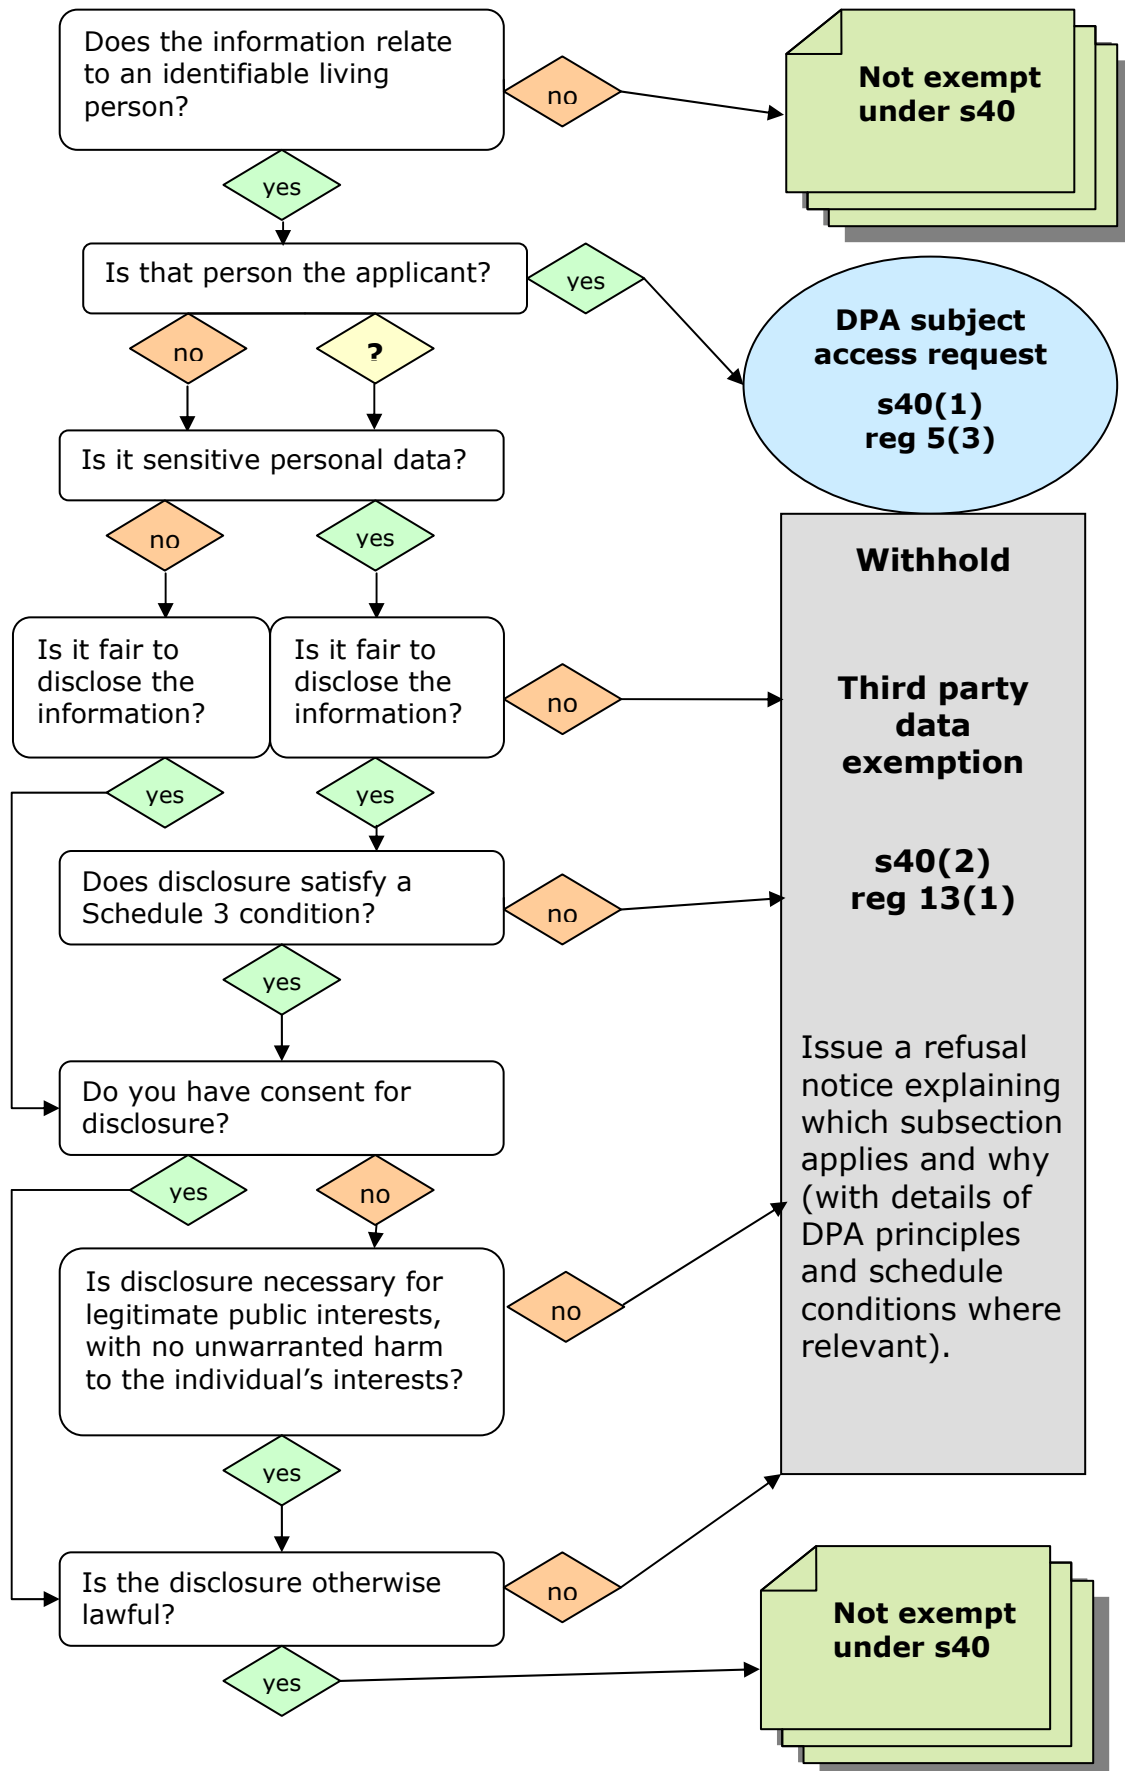 Does the information relate
to an identifiable living
person?
no
Not exempt
under s40
yes
Is that person the applicant?
yes
DPA subject
access request
s40(1)
reg 5(3)
no
?
Is it sensitive personal data?
no
yes
Withhold
Is it fair to
disclose the
information?
Is it fair to
disclose the
information?
no
Third party
data
exemption
yes
yes
s40(2)
reg 13(1)
Does disclosure satisfy a
Schedule 3 condition?
no
yes
Issue a refusal
notice explaining
which subsection
applies and why
(with details of
DPA principles
and schedule
conditions where
relevant).
Do you have consent for
disclosure?
yes
no
Is disclosure necessary for
legitimate public interests,
with no unwarranted harm
to the individual’s interests?
no
yes
Is the disclosure otherwise
lawful?
no
yes
Not exempt
under s40